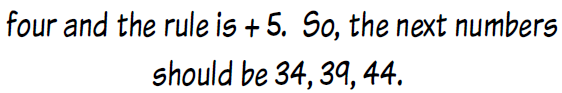 four and the rule is + 5. So, the next numbers
should be 34, 39, 44.